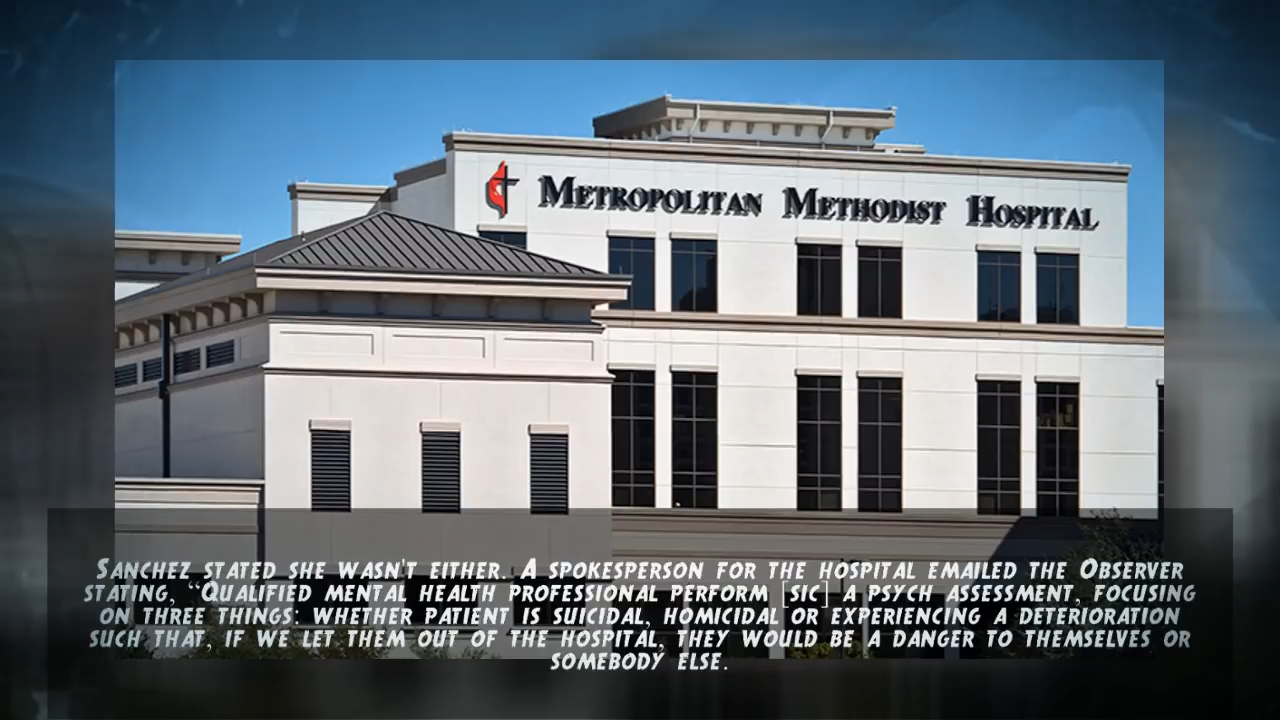 Metropolitan Methodist Hospital
Sanchez stated she wasn't either. A spokesperson for the hospital emailed the Observer
stating, “Qualified mental health professional perform [sic] a psych assessment, focusing
on three things: whether patient is suicidal, homicidal or experiencing a deterioration
such that, if we let them out of the hospital, they would be a danger to themselves or
somebody else.